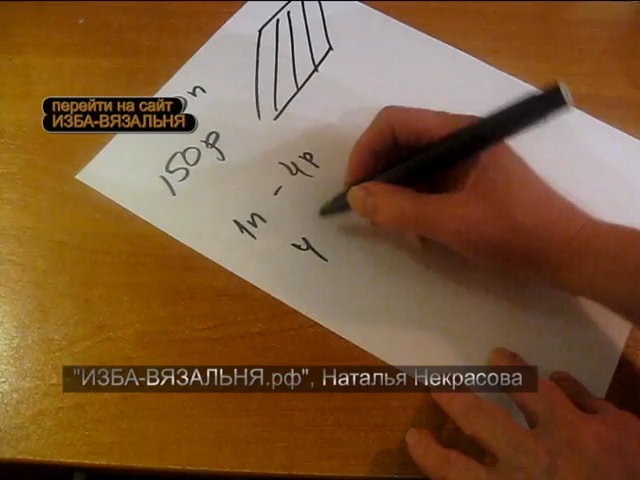 перейти на сайт
ИЗБА-ВЯЗАЛЬНЯ
п
150р
1п - 4р
4
"ИЗБА-ВЯЗАЛЬНЯ.рф", Наталья Некрасова